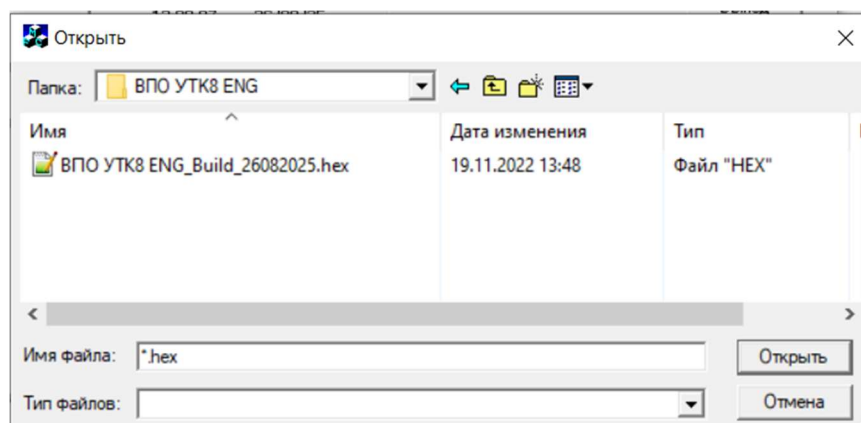 Открыть
Папка: ВПО УТК8 ENG
Имя Дата изменения Тип
ВПО УТК8 ENG_Build_26082025.hex 19.11.2022 13:48 Файл "HEX"
Имя файла: *.hex Открыть
Тип файлов: Отмена